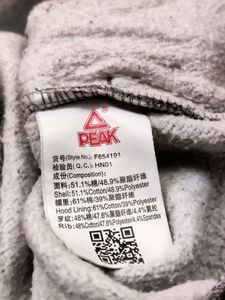 PEAK
货号(Style No.): F654191
检验员(Q.C.): HN01
成份(Composition):
面料:51.1%棉/48.9%聚酯纤维
Shell:51.1%Cotton/48.9%Polyester
帽里:61%棉/39%聚酯纤维
Hood Lining:61%Cotton/39%Polyester
罗纹:48%棉/47.6%聚酯纤维/4.4%氨纶
Rib:48%Cotton/47.6%Polyester/4.4%Spandex